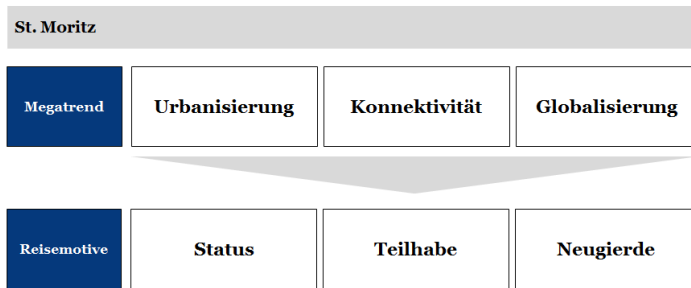 St. Moritz
Megatrend Urbanisierung Konnektivität Globalisierung
Reisemotive Status Teilhabe Neugierde